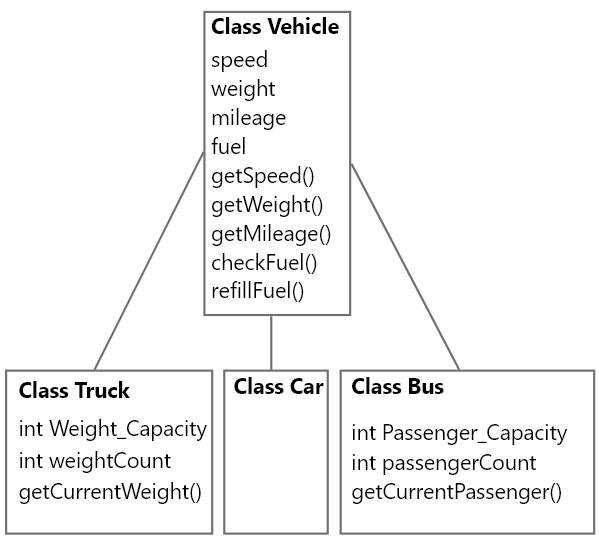 Class Vehicle
speed
weight
mileage
fuel
getSpeed()
getWeight()
getMileage()
checkFuel()
refillFuel()
Class Truck
int Weight_Capacity
int weightCount
getCurrentWeight()
Class Car
Class Bus
int Passenger_Capacity
int passengerCount
getCurrentPassenger()